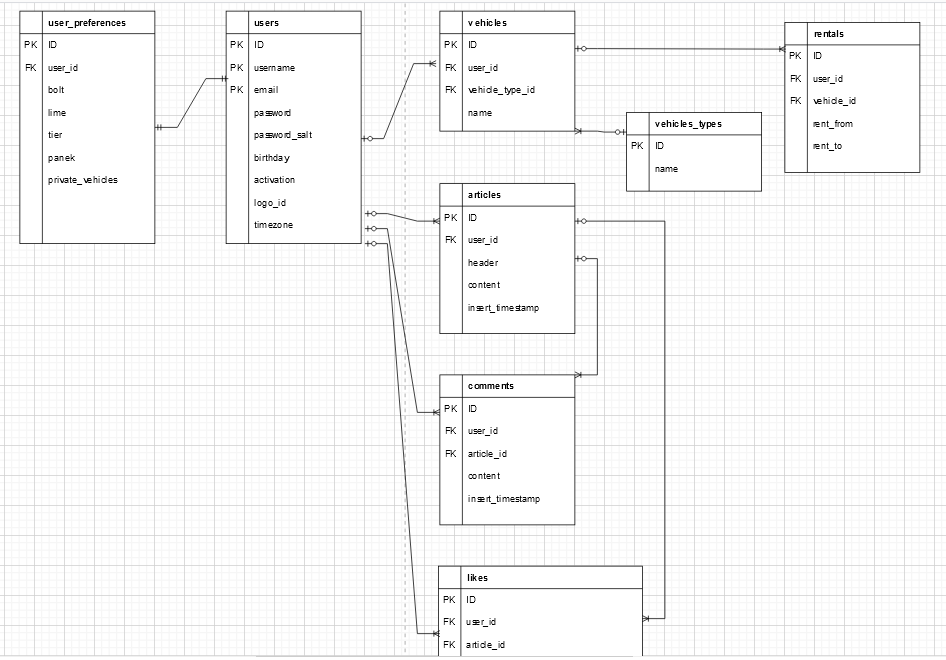 user_preferences
PK ID
FK user_id
bolt
lime
tier
panek
private_vehicles
users
PK ID
PK username
PK email
password
password_salt
birthday
activation
logo_id
timezone
vehicles
PK ID
FK user_id
FK vehicle_type_id
name
rentals
PK ID
FK user_id
FK vehicle_id
rent_from
rent_to
vehicles_types
PK ID
name
articles
PK ID
FK user_id
header
content
insert_timestamp
comments
PK ID
FK user_id
FK article_id
content
insert_timestamp
likes
PK ID
FK user_id
FK article_id